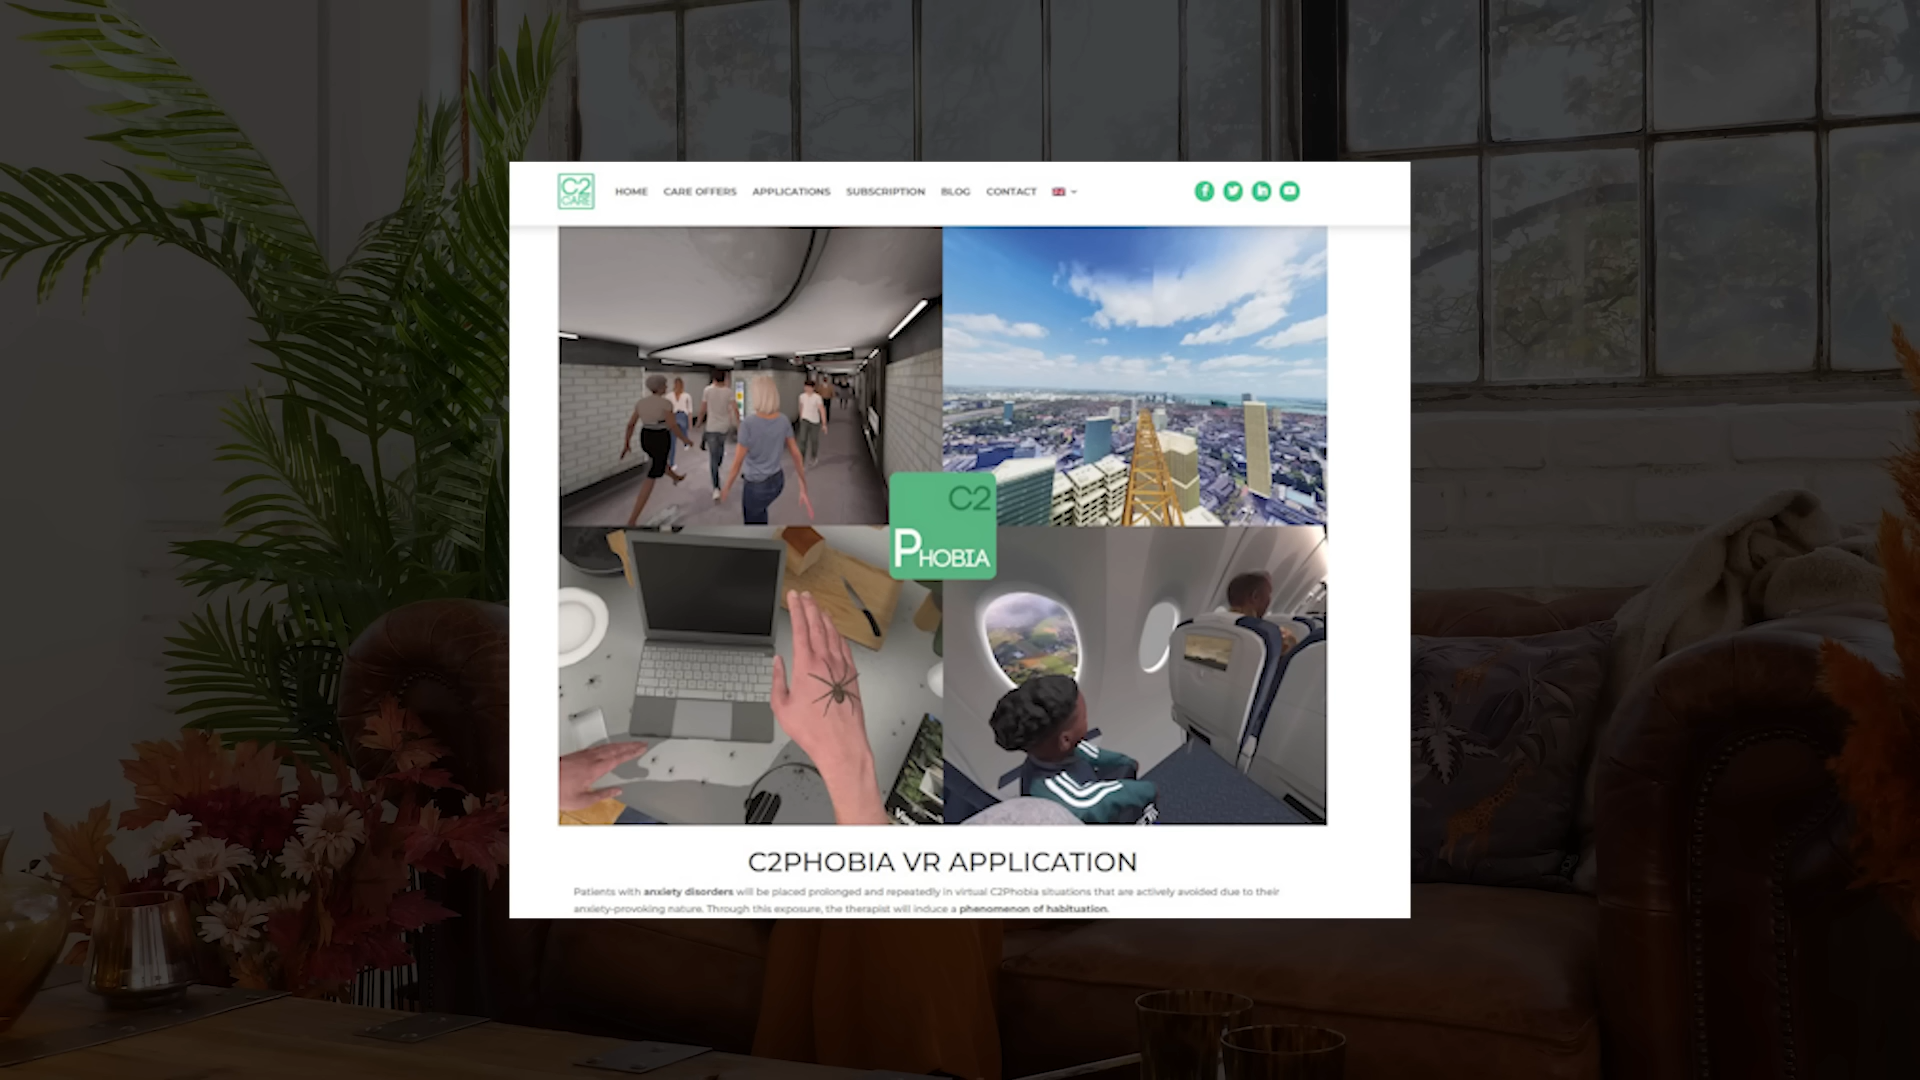 C2
CARE
HOME
CARE OFFERS
APPLICATIONS
SUBSCRIPTION
BLOG
CONTACT
C2
PHOBIA
C2PHOBIA VR APPLICATION
Patients with anxiety disorders will be placed prolonged and repeatedly in virtual C2Phobia situations that are actively avoided due to their
anxiety-provoking nature. Through this exposure, the therapist will induce a phenomenon of habituation.